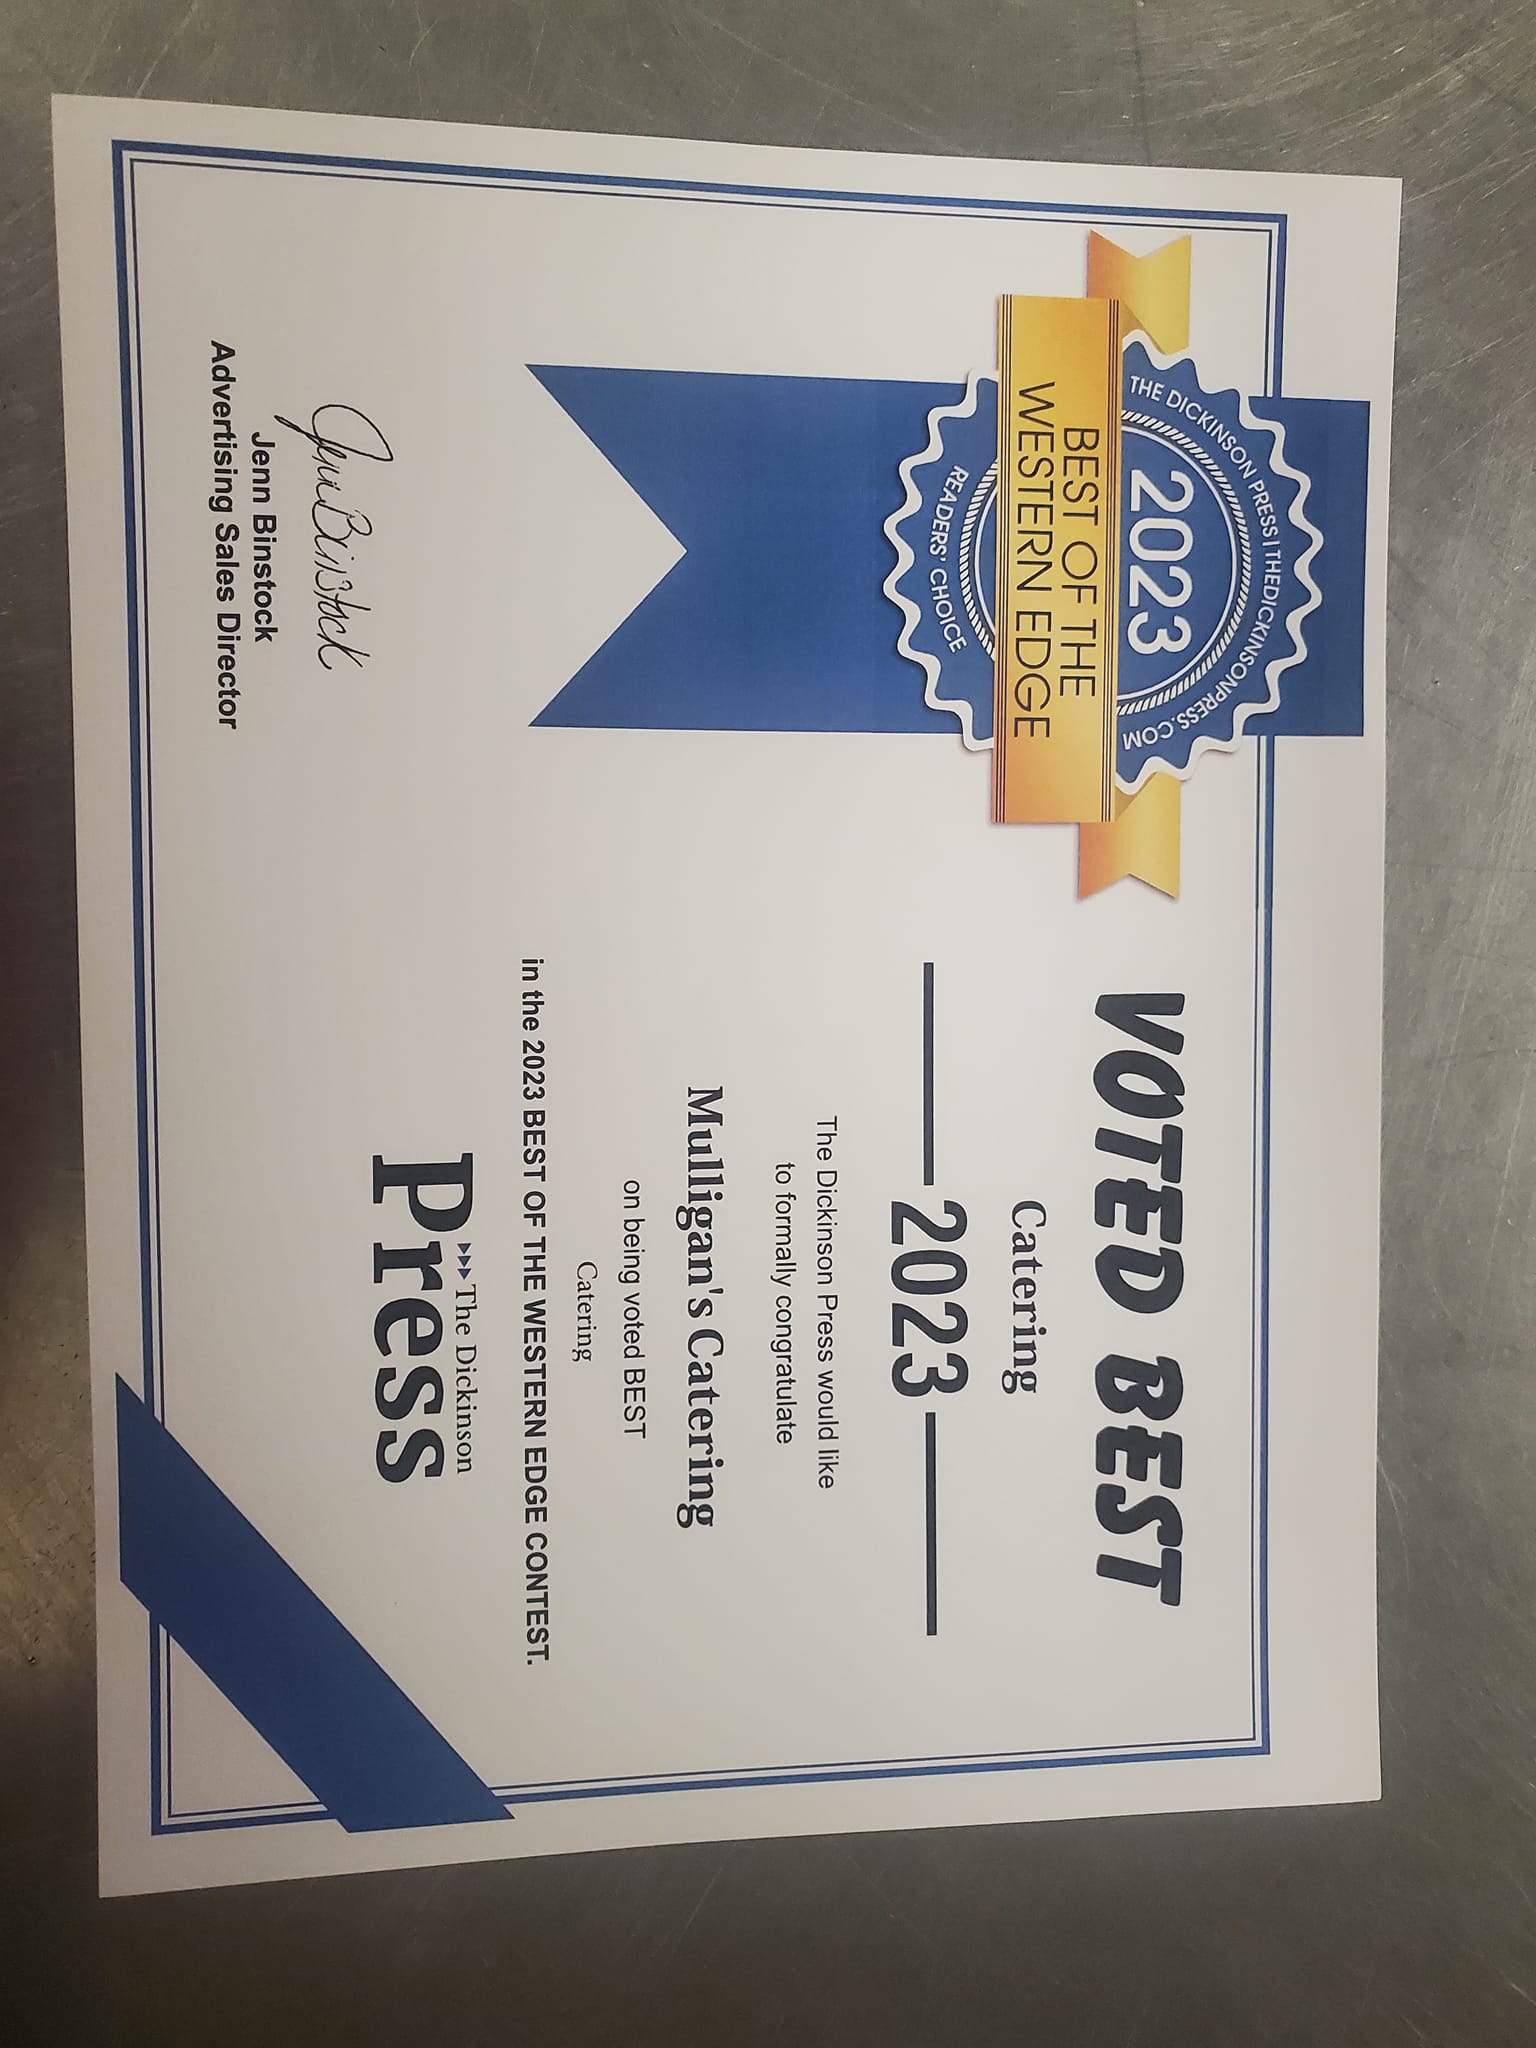 THE DICKINSON PRESS | THEDICKINSONPRESS.COM
2023
BEST OF THE
WESTERN EDGE
READERS' CHOICE
VOTED BEST
Catering
2023
The Dickinson Press would like
to formally congratulate
Mulligan's Catering
on being voted BEST
Catering
in the 2023 BEST OF THE WESTERN EDGE CONTEST.
The Dickinson
Press
Jenn Binstock
Jenn Binstock
Advertising Sales Director